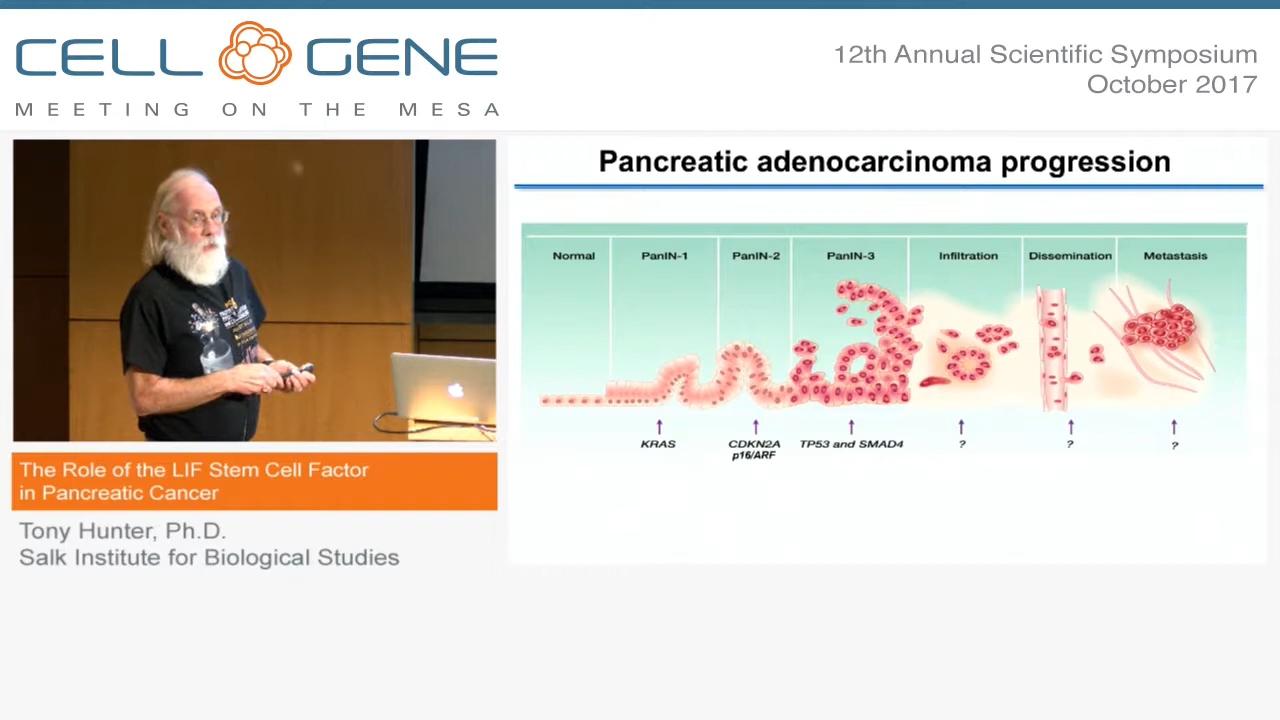 CELL GENE
MEETING ON THE MESA
12th Annual Scientific Symposium
October 2017
Pancreatic adenocarcinoma progression
Normal PanIN-1 PanIN-2 PanIN-3 Infiltration Dissemination Metastasis
KRAS CDKN2A TP53 and SMAD4 ? ? ?
p16/ARF
The Role of the LIF Stem Cell Factor
in Pancreatic Cancer
Tony Hunter, Ph.D.
Salk Institute for Biological Studies